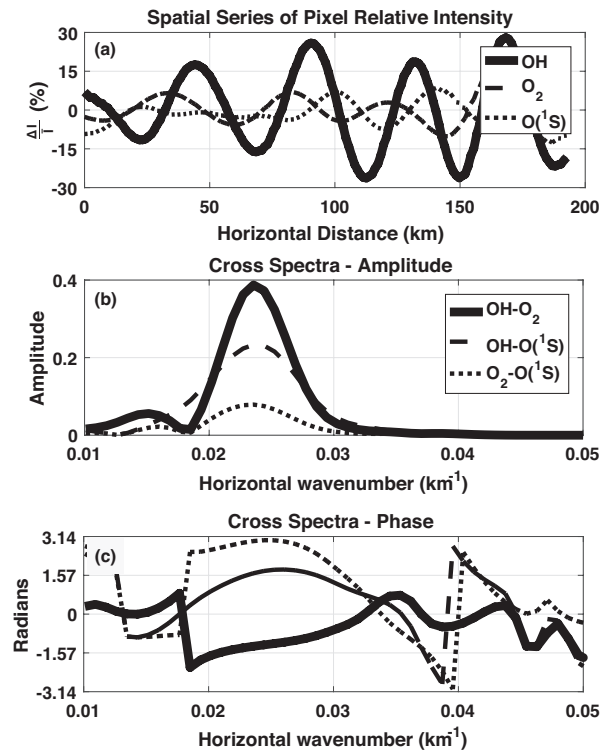 Spatial Series of Pixel Relative Intensity
(a)
30
15
0
-15
-30
ΔI/Ī (%)
OH
O₂
O(¹S)
0 50 100 150 200
Horizontal Distance (km)
Cross Spectra - Amplitude
(b)
0.4
0.2
0
Amplitude
OH-O₂
OH-O(¹S)
O₂-O(¹S)
0.01 0.02 0.03 0.04 0.05
Horizontal wavenumber (km⁻¹)
Cross Spectra - Phase
(c)
3.14
1.57
0
-1.57
-3.14
Radians
0.01 0.02 0.03 0.04 0.05
Horizontal wavenumber (km⁻¹)